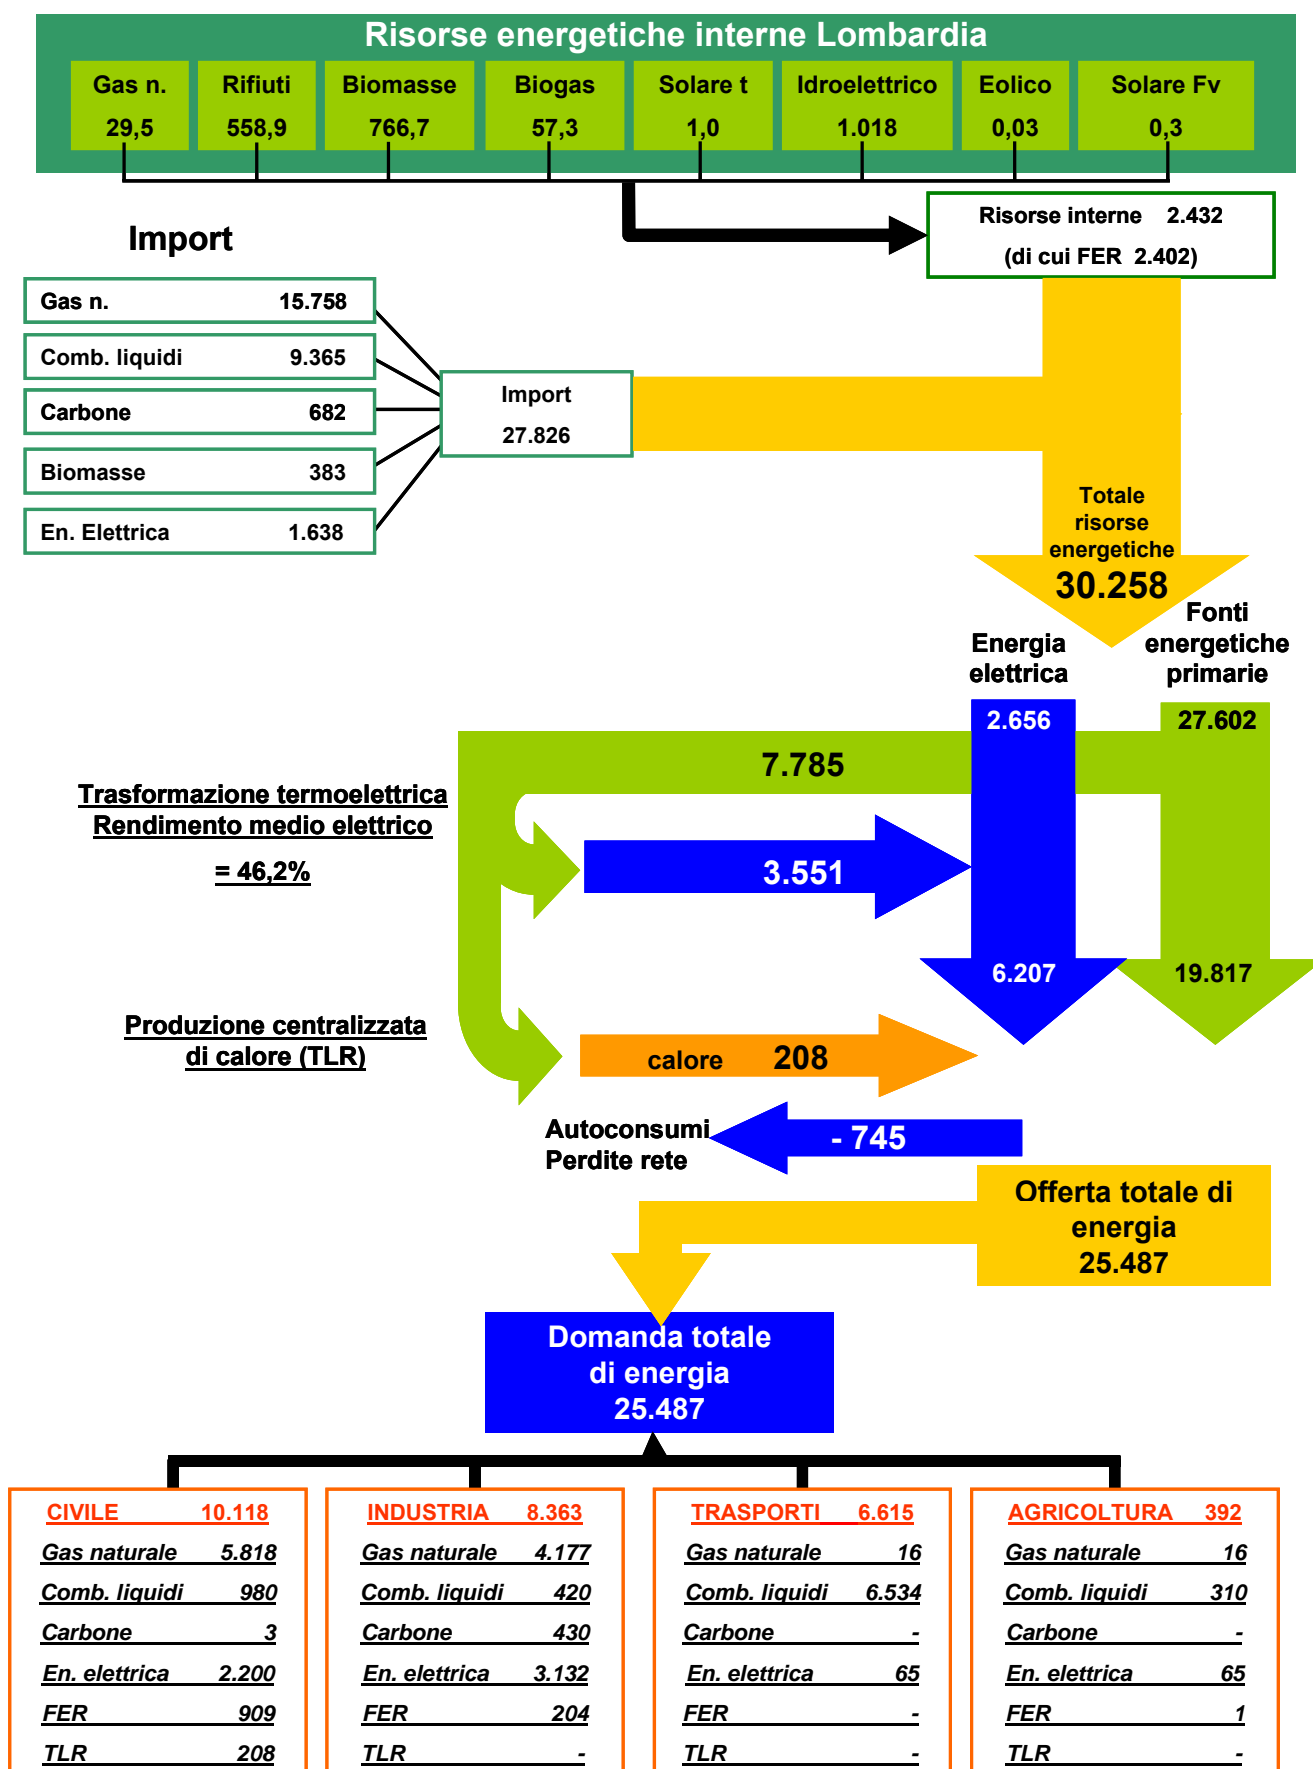 Risorse energetiche interne Lombardia
Gas n. Rifiuti Biomasse Biogas Solare t Idroelettrico Eolico Solare Fv
29,5 558,9 766,7 57,3 1,0 1.018 0,03 0,3
Risorse interne 2.432
(di cui FER 2.402)
Import
Gas n. 15.758
Comb. liquidi 9.365
Carbone 682
Biomasse 383
En. Elettrica 1.638
Import
27.826
Totale
risorse
energetiche
30.258
Energia
elettrica
Fonti
energetiche
primarie
2.656
27.602
7.785
Trasformazione termoelettrica
Rendimento medio elettrico
= 46,2%
3.551
6.207
19.817
Produzione centralizzata
di calore (TLR)
calore 208
Autoconsumi
Perdite rete
- 745
Offerta totale di
energia
25.487
Domanda totale
di energia
25.487
CIVILE 10.118
Gas naturale 5.818
Comb. liquidi 980
Carbone 3
En. elettrica 2.200
FER 909
TLR 208
INDUSTRIA 8.363
Gas naturale 4.177
Comb. liquidi 420
Carbone 430
En. elettrica 3.132
FER 204
TLR -
TRASPORTI 6.615
Gas naturale 16
Comb. liquidi 6.534
Carbone -
En. elettrica 65
FER -
TLR -
AGRICOLTURA 392
Gas naturale 16
Comb. liquidi 310
Carbone -
En. elettrica 65
FER 1
TLR -